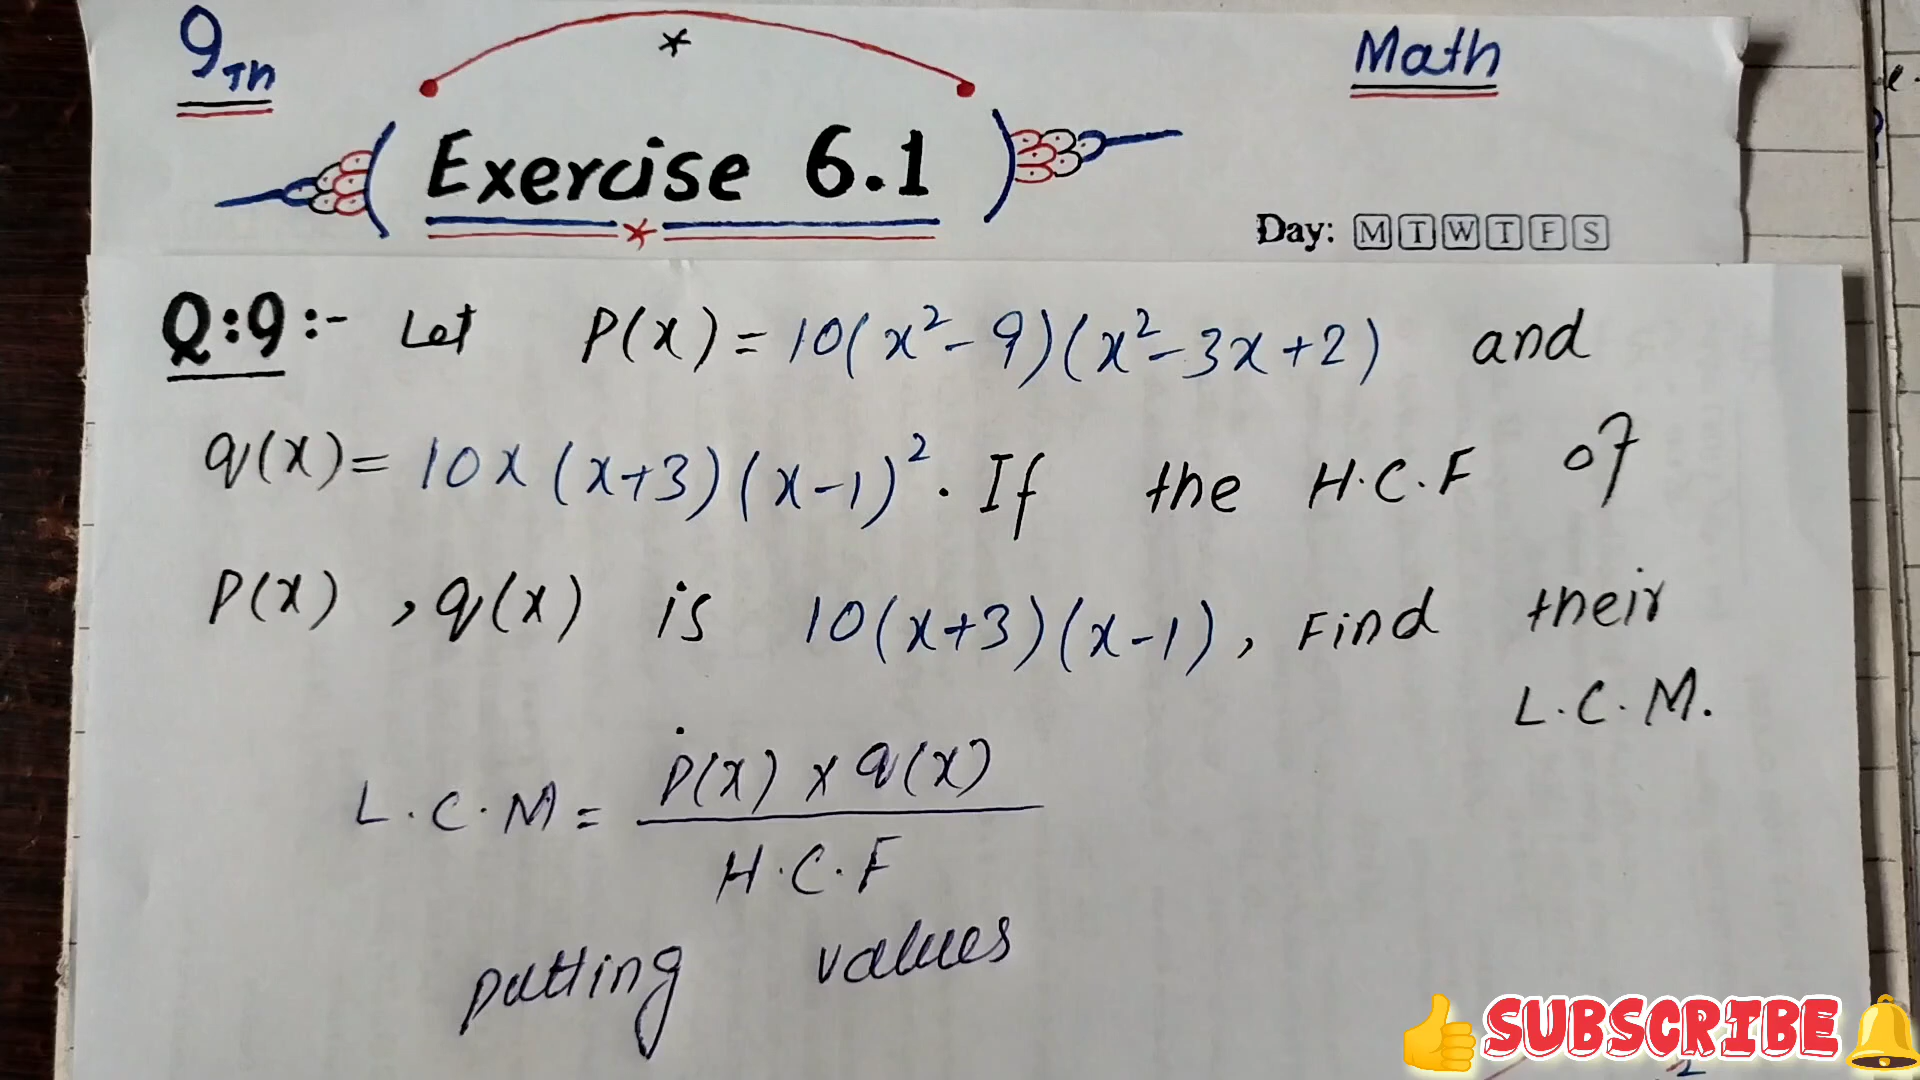 9Th
Math
Exercise 6.1
Day: M T W T F S
Q:9:- Let P(x) = 10(x²-9)(x²-3x+2) and
q(x)= 10x(x+3)(x-1)². If the H.C.F of
P(x), q(x) is 10(x+3)(x-1), Find their
L.C.M.
L.C.M = P(x) x q(x)
H.C.F
putting values
SUBSCRIBE